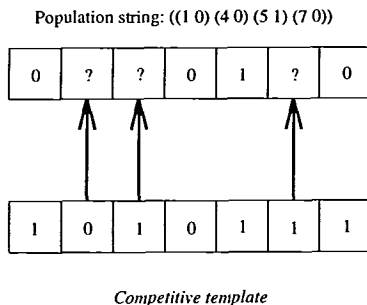 Population string: ((1 0) (4 0) (5 1) (7 0))
0 ? ? 0 1 ? 0
1 0 1 0 1 1 1
Competitive template